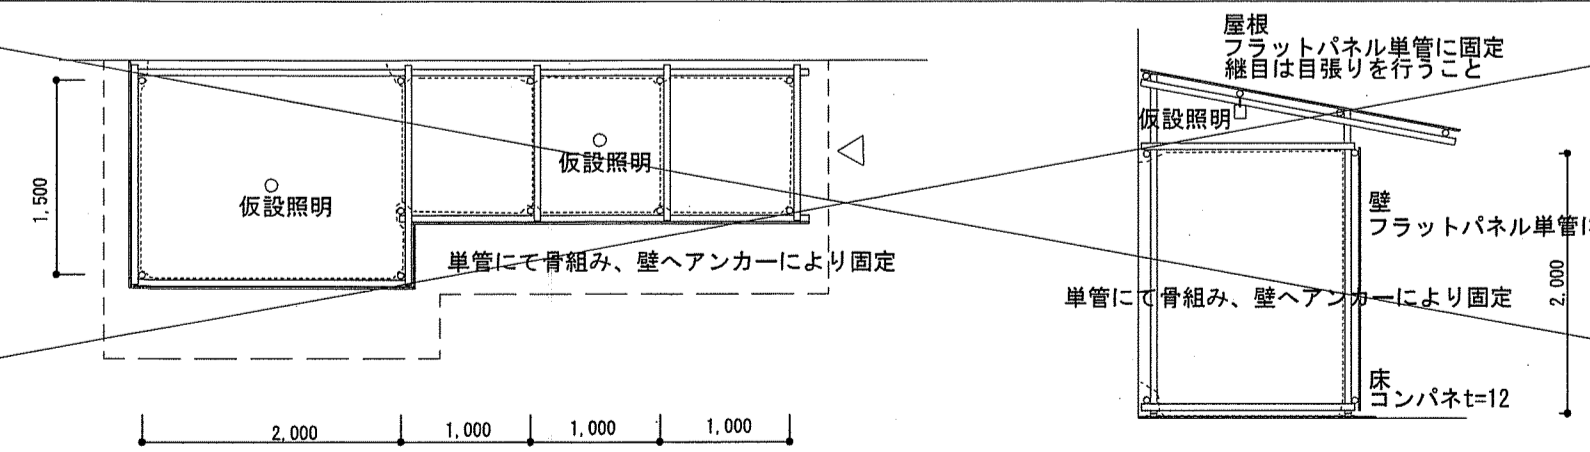 屋根
フラットパネル単管に固定
継目は目張りを行うこと
仮設照明
仮設照明
仮設照明
1,500
壁
フラットパネル単管に
単管にて骨組み、壁へアンカーにより固定
単管にて骨組み、壁へアンカーにより固定
2,000
床
コンパネt=12
2,000
1,000
1,000
1,000